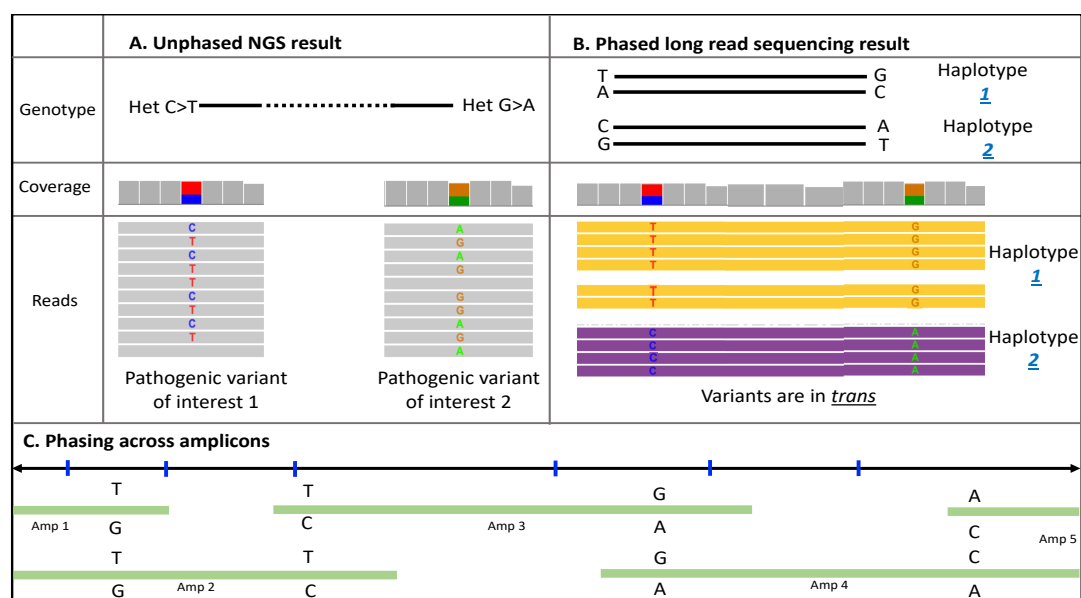 A. Unphased NGS result
B. Phased long read sequencing result
Genotype
Het C>T
Het G>A
T
G
Haplotype
A
C
1
C
A
Haplotype
G
T
2
Coverage
Reads
C
T
C
T
T
C
T
C
T
A
G
A
G
G
G
A
G
A
T G
T G
T G
T G
Haplotype
1
T G
T G
C A
C A
C A
C A
Haplotype
2
Pathogenic variant
of interest 1
Pathogenic variant
of interest 2
Variants are in trans
C. Phasing across amplicons
T T G A
Amp 1 Amp 3 Amp 5
G C A C
T T G C
Amp 2 Amp 4
G C A A